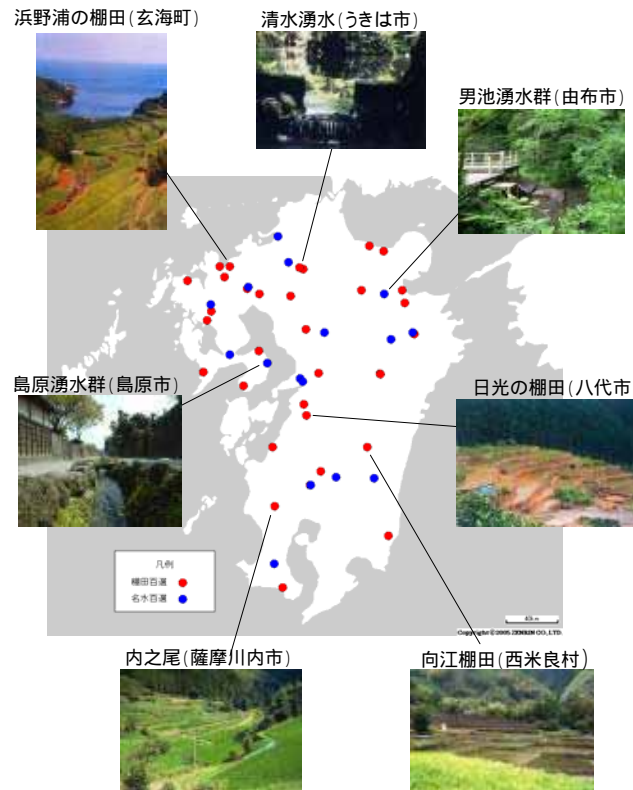 浜野浦の棚田(玄海町)
清水湧水(うきは市)
男池湧水群(由布市)
島原湧水群(島原市)
日光の棚田(八代市
凡例
棚田百選
名水百選
40km
Copyright © 2005 ZENRIN CO., LTD.
内之尾(薩摩川内市)
向江棚田(西米良村)